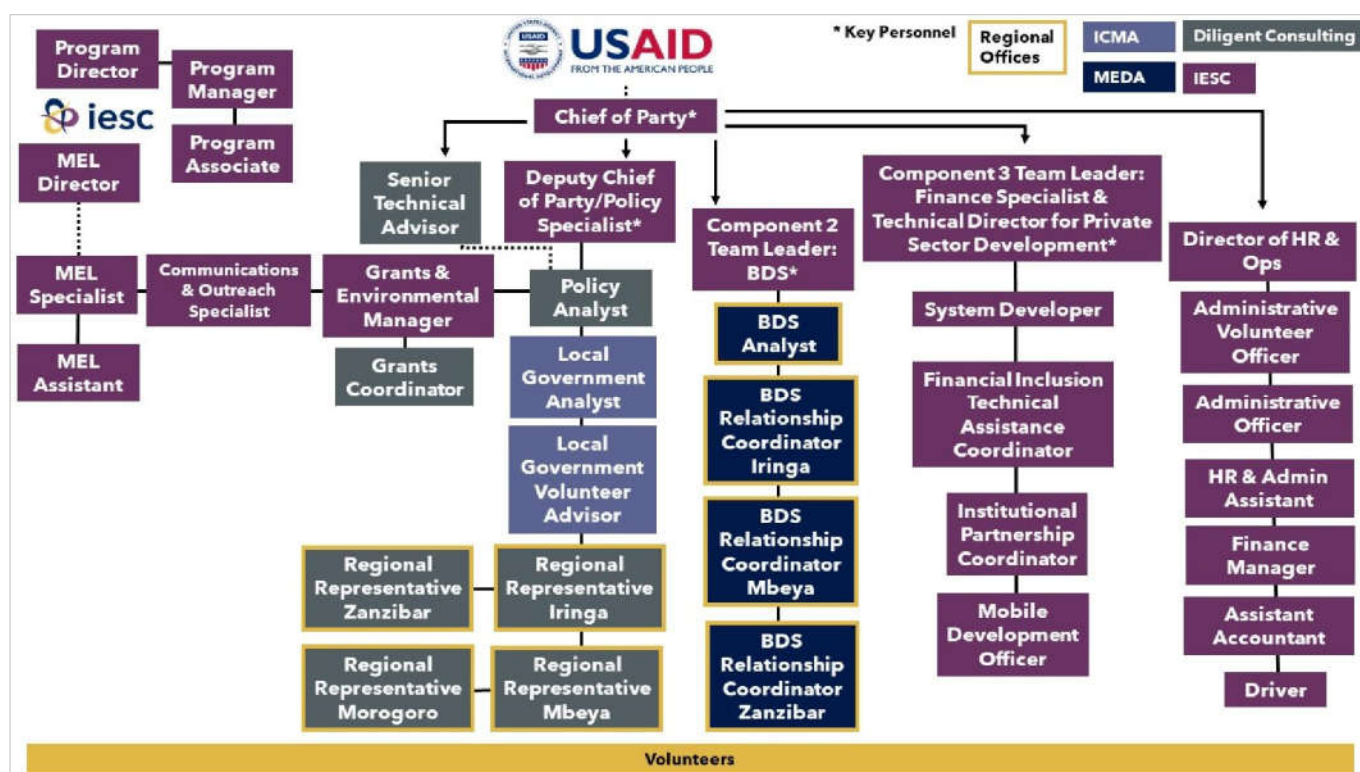 Program
Director
Program
Manager
Program
Associate
iesc
MEL
Director
MEL
Specialist
MEL
Assistant
Communications
& Outreach
Specialist
Grants &
Environmental
Manager
Grants
Coordinator
USAID
USAID
FROM THE AMERICAN PEOPLE
* Key Personnel
Regional
Offices
ICMA
Diligent Consulting
MEDA
IESC
Chief of Party*
Senior
Technical
Advisor
Deputy Chief
of Party/Policy
Specialist*
Policy
Analyst
Local
Government
Analyst
Local
Government
Volunteer
Advisor
Regional
Representative
Zanzibar
Regional
Representative
Iringa
Regional
Representative
Morogoro
Regional
Representative
Mbeya
Component 2
Team Leader:
BDS*
BDS
Analyst
BDS
Relationship
Coordinator
Iringa
BDS
Relationship
Coordinator
Mbeya
BDS
Relationship
Coordinator
Zanzibar
Component 3 Team Leader:
Finance Specialist &
Technical Director for Private
Sector Development*
System Developer
Financial Inclusion
Technical
Assistance
Coordinator
Institutional
Partnership
Coordinator
Mobile
Development
Officer
Director of HR &
Ops
Administrative
Volunteer
Officer
Administrative
Officer
HR & Admin
Assistant
Finance
Manager
Assistant
Accountant
Driver
Volunteers